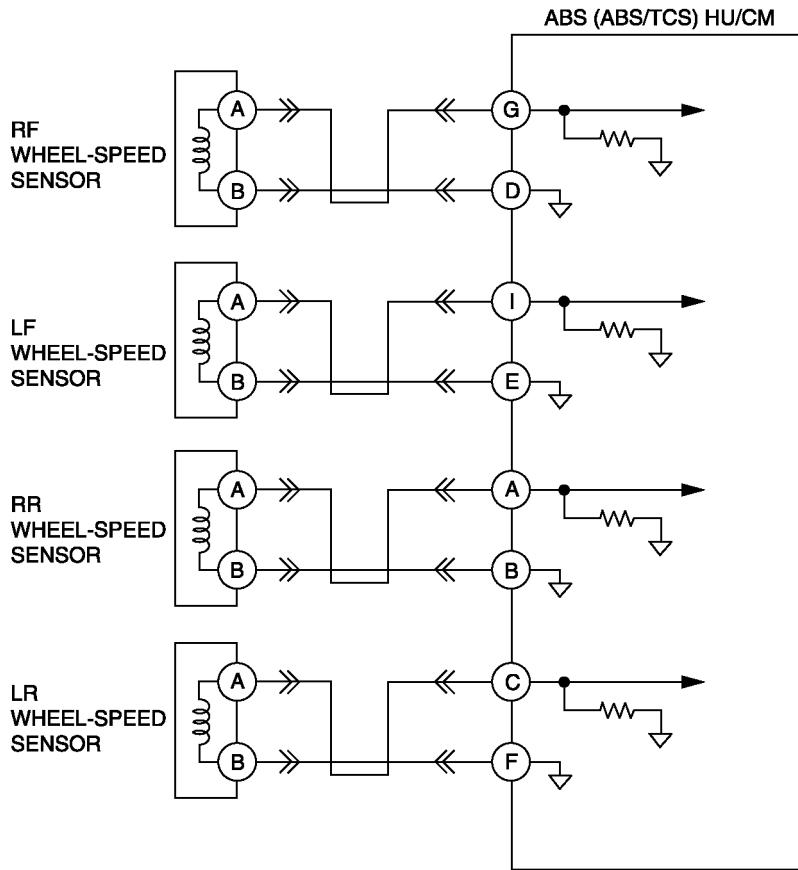 ABS (ABS/TCS) HU/CM
RF
WHEEL-SPEED
SENSOR
A
G
B
D
LF
WHEEL-SPEED
SENSOR
A
I
B
E
RR
WHEEL-SPEED
SENSOR
A
A
B
B
LR
WHEEL-SPEED
SENSOR
A
C
B
F